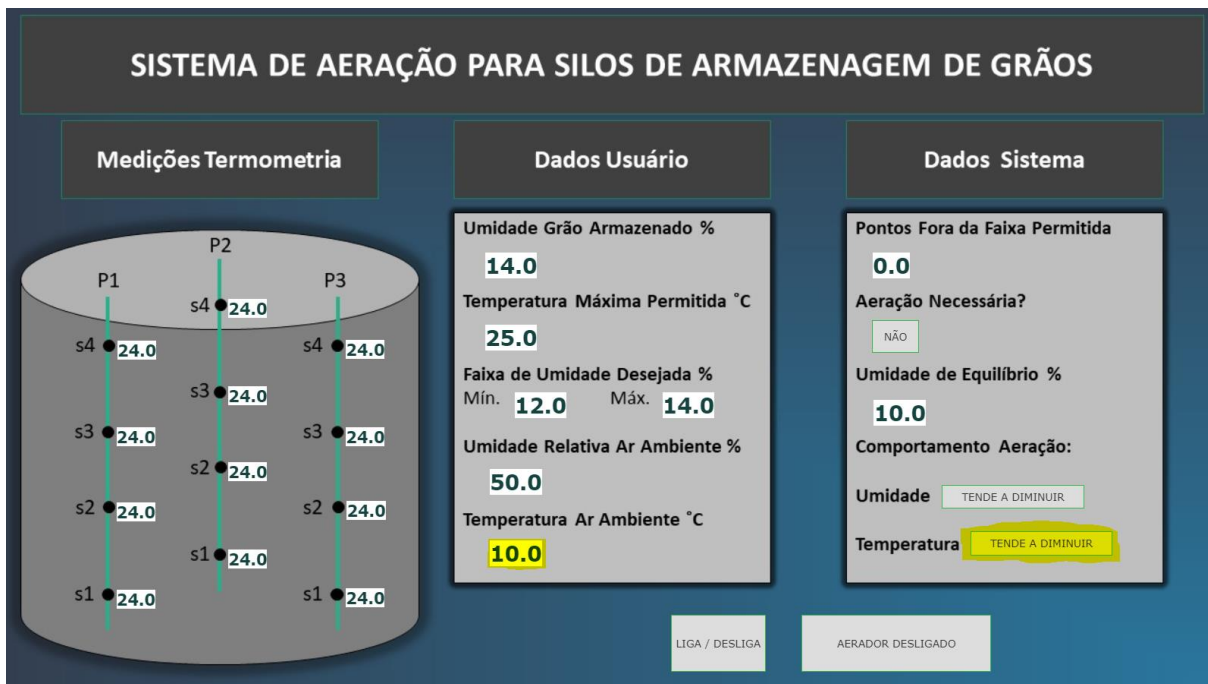 SISTEMA DE AERAÇÃO PARA SILOS DE ARMAZENAGEM DE GRÃOS
Medições Termometria
P2
P1
P3
s4 24.0
s4 24.0
s4 24.0
s3 24.0
s3 24.0
s3 24.0
s2 24.0
s2 24.0
s2 24.0
s1 24.0
s1 24.0
s1 24.0
Dados Usuário
Umidade Grão Armazenado %
14.0
Temperatura Máxima Permitida °C
25.0
Faixa de Umidade Desejada %
Mín. 12.0 Máx. 14.0
Umidade Relativa Ar Ambiente %
50.0
Temperatura Ar Ambiente °C
10.0
Dados Sistema
Pontos Fora da Faixa Permitida
0.0
Aeração Necessária?
NÃO
Umidade de Equilíbrio %
10.0
Comportamento Aeração:
Umidade TENDE A DIMINUIR
Temperatura TENDE A DIMINUIR
LIGA / DESLIGA
AERADOR DESLIGADO